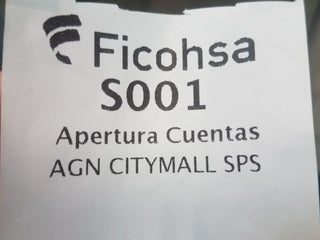 Ficohsa
S001
Apertura Cuentas
AGN CITYMALL SPS